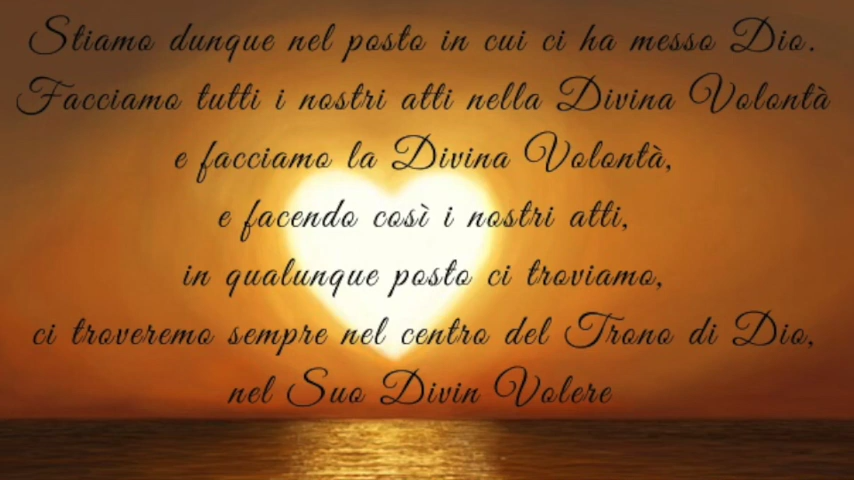 Stiamo dunque nel posto in cui ci ha messo Dio.
Facciamo tutti i nostri atti nella Divina Volontà
e facciamo la Divina Volontà,
e facendo così i nostri atti,
in qualunque posto ci troviamo,
ci troveremo sempre nel centro del Trono di Dio,
nel Suo Divin Volere